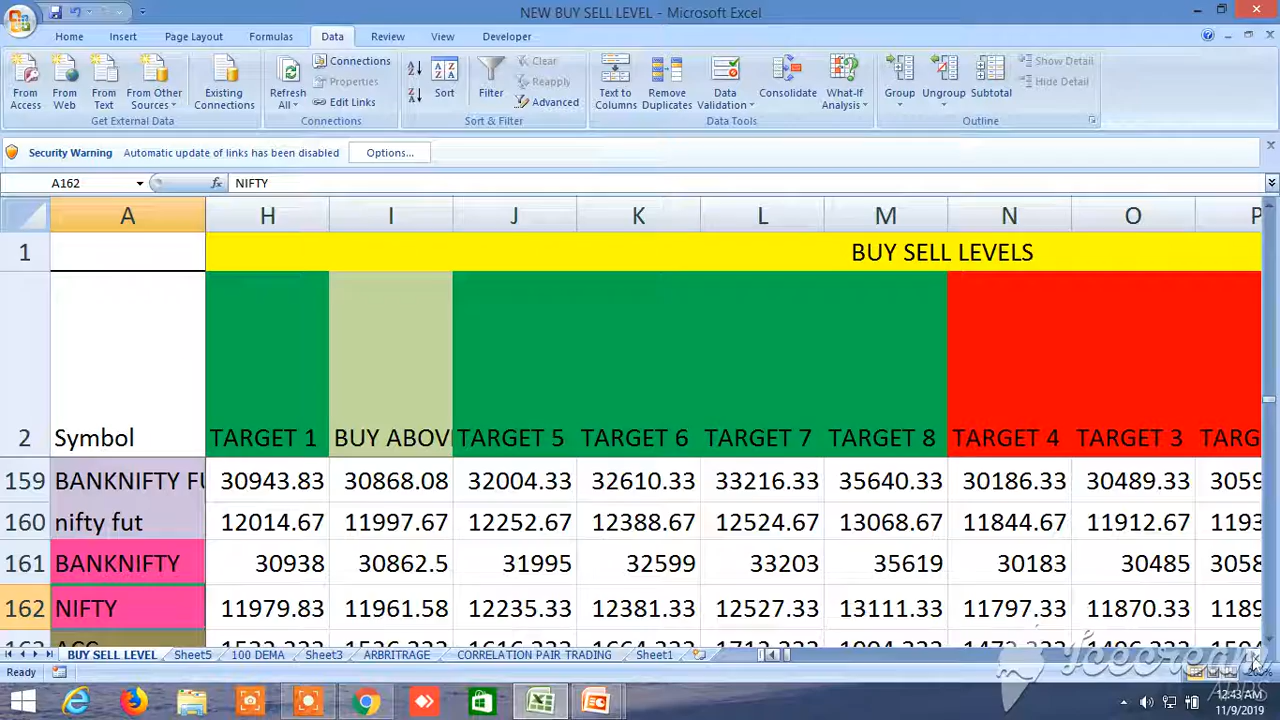 NEW BUY SELL LEVEL - Microsoft Excel
Home Insert Page Layout Formulas Data Review View Developer
From Access From Web From Text From Other Sources Existing Connections Refresh All Connections Properties Edit Links Sort Filter Clear Reapply Advanced Text to Columns Remove Duplicates Data Validation Consolidate What-If Analysis Group Ungroup Subtotal Show Detail Hide Detail
Get External Data Connections Sort & Filter Data Tools Outline
Security Warning Automatic update of links has been disabled Options...
A162 fx NIFTY
A H I J K L M N O P
1 BUY SELL LEVELS
2 Symbol TARGET 1 BUY ABOV TARGET 5 TARGET 6 TARGET 7 TARGET 8 TARGET 4 TARGET 3 TARG
159 BANKNIFTY FU 30943.83 30868.08 32004.33 32610.33 33216.33 35640.33 30186.33 30489.33 3059
160 nifty fut 12014.67 11997.67 12252.67 12388.67 12524.67 13068.67 11844.67 11912.67 1193
161 BANKNIFTY 30938 30862.5 31995 32599 33203 35619 30183 30485 3058
162 NIFTY 11979.83 11961.58 12235.33 12381.33 12527.33 13111.33 11797.33 11870.33 1189
BUY SELL LEVEL Sheet5 100 DEMA Sheet3 ARBRITRAGE CORRELATION PAIR TRADING Sheet1
Ready
Icecream
APPS
12:43 AM
11/9/2019